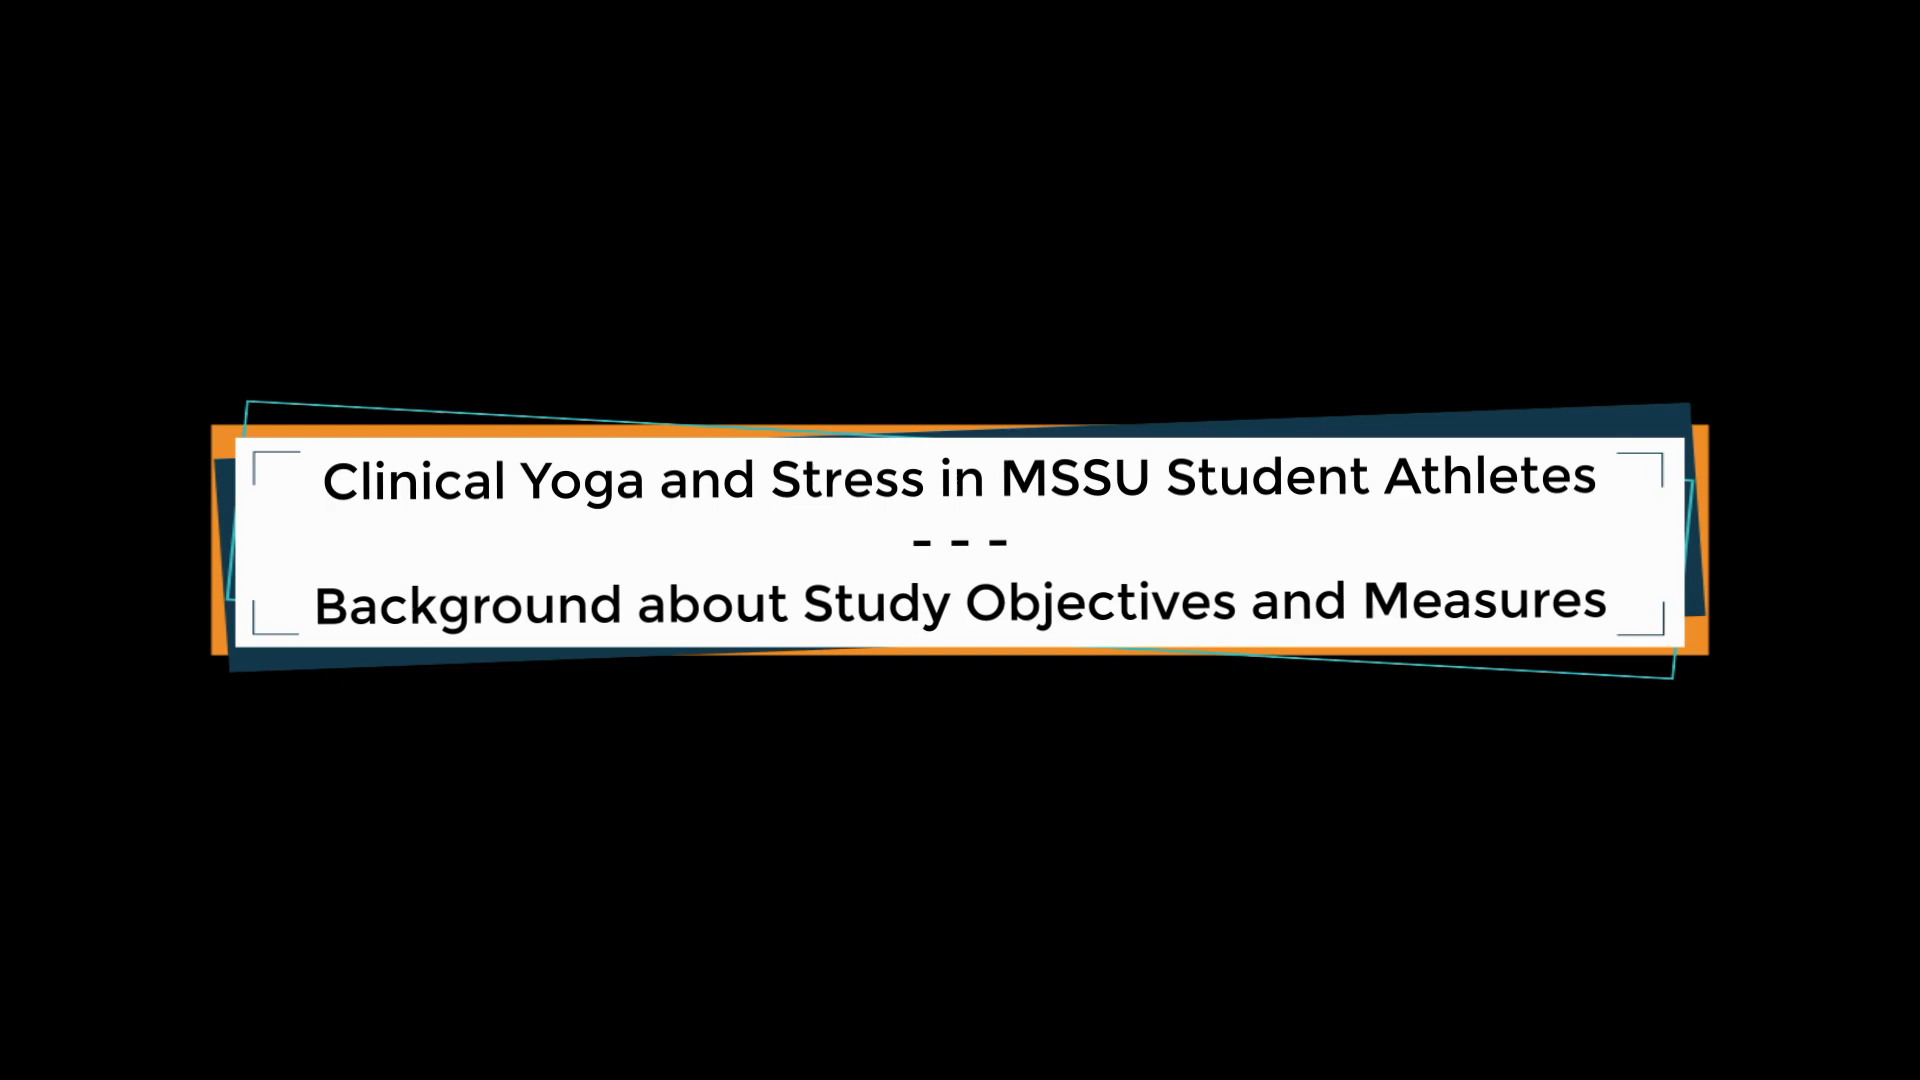 Clinical Yoga and Stress in MSSU Student Athletes
- - -
Background about Study Objectives and Measures